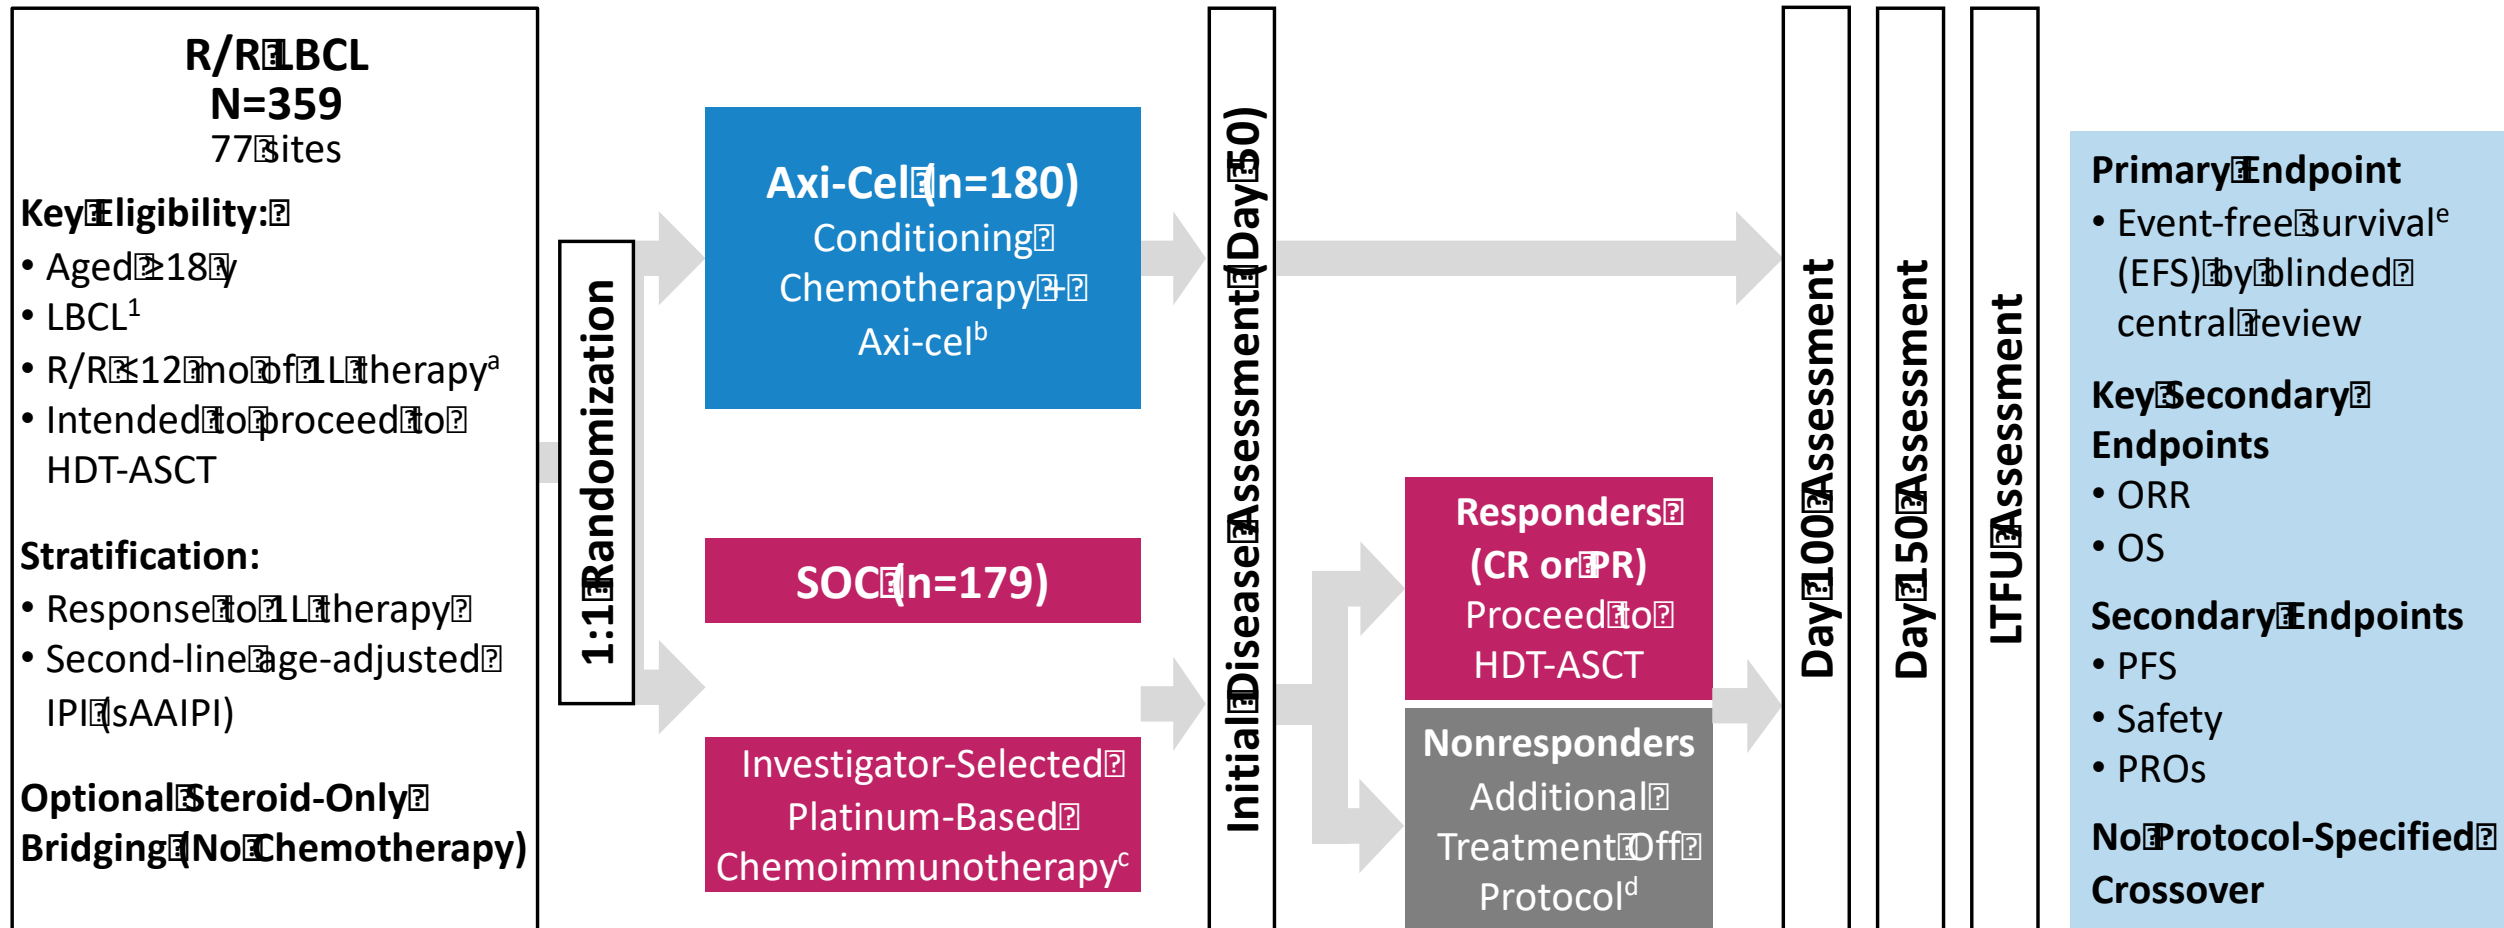 R/R LBCL
N=359
77 sites
Key Eligibility:
• Aged ≥18 y
• LBCL1
• R/R ≤12 mo of 1L therapya
• Intended to proceed to
HDT-ASCT
Stratification:
• Response to 1L therapy
• Second-line age-adjusted
IPI (sAAIPI)
Optional Steroid-Only
Bridging (No Chemotherapy)
1:1 Randomization
Axi-Cel (n=180)
Conditioning
Chemotherapy +
Axi-celb
SOC (n=179)
Investigator-Selected
Platinum-Based
Chemoimmunotherapyc
Initial Disease Assessment (Day 50)
Responders
(CR or PR)
Proceed to
HDT-ASCT
Nonresponders
Additional
Treatment Off
Protocold
Day 100 Assessment
Day 150 Assessment
LTFU Assessment
Primary Endpoint
• Event-free survivale
(EFS) by blinded
central review
Key Secondary
Endpoints
• ORR
• OS
Secondary Endpoints
• PFS
• Safety
• PROs
No Protocol-Specified
Crossover